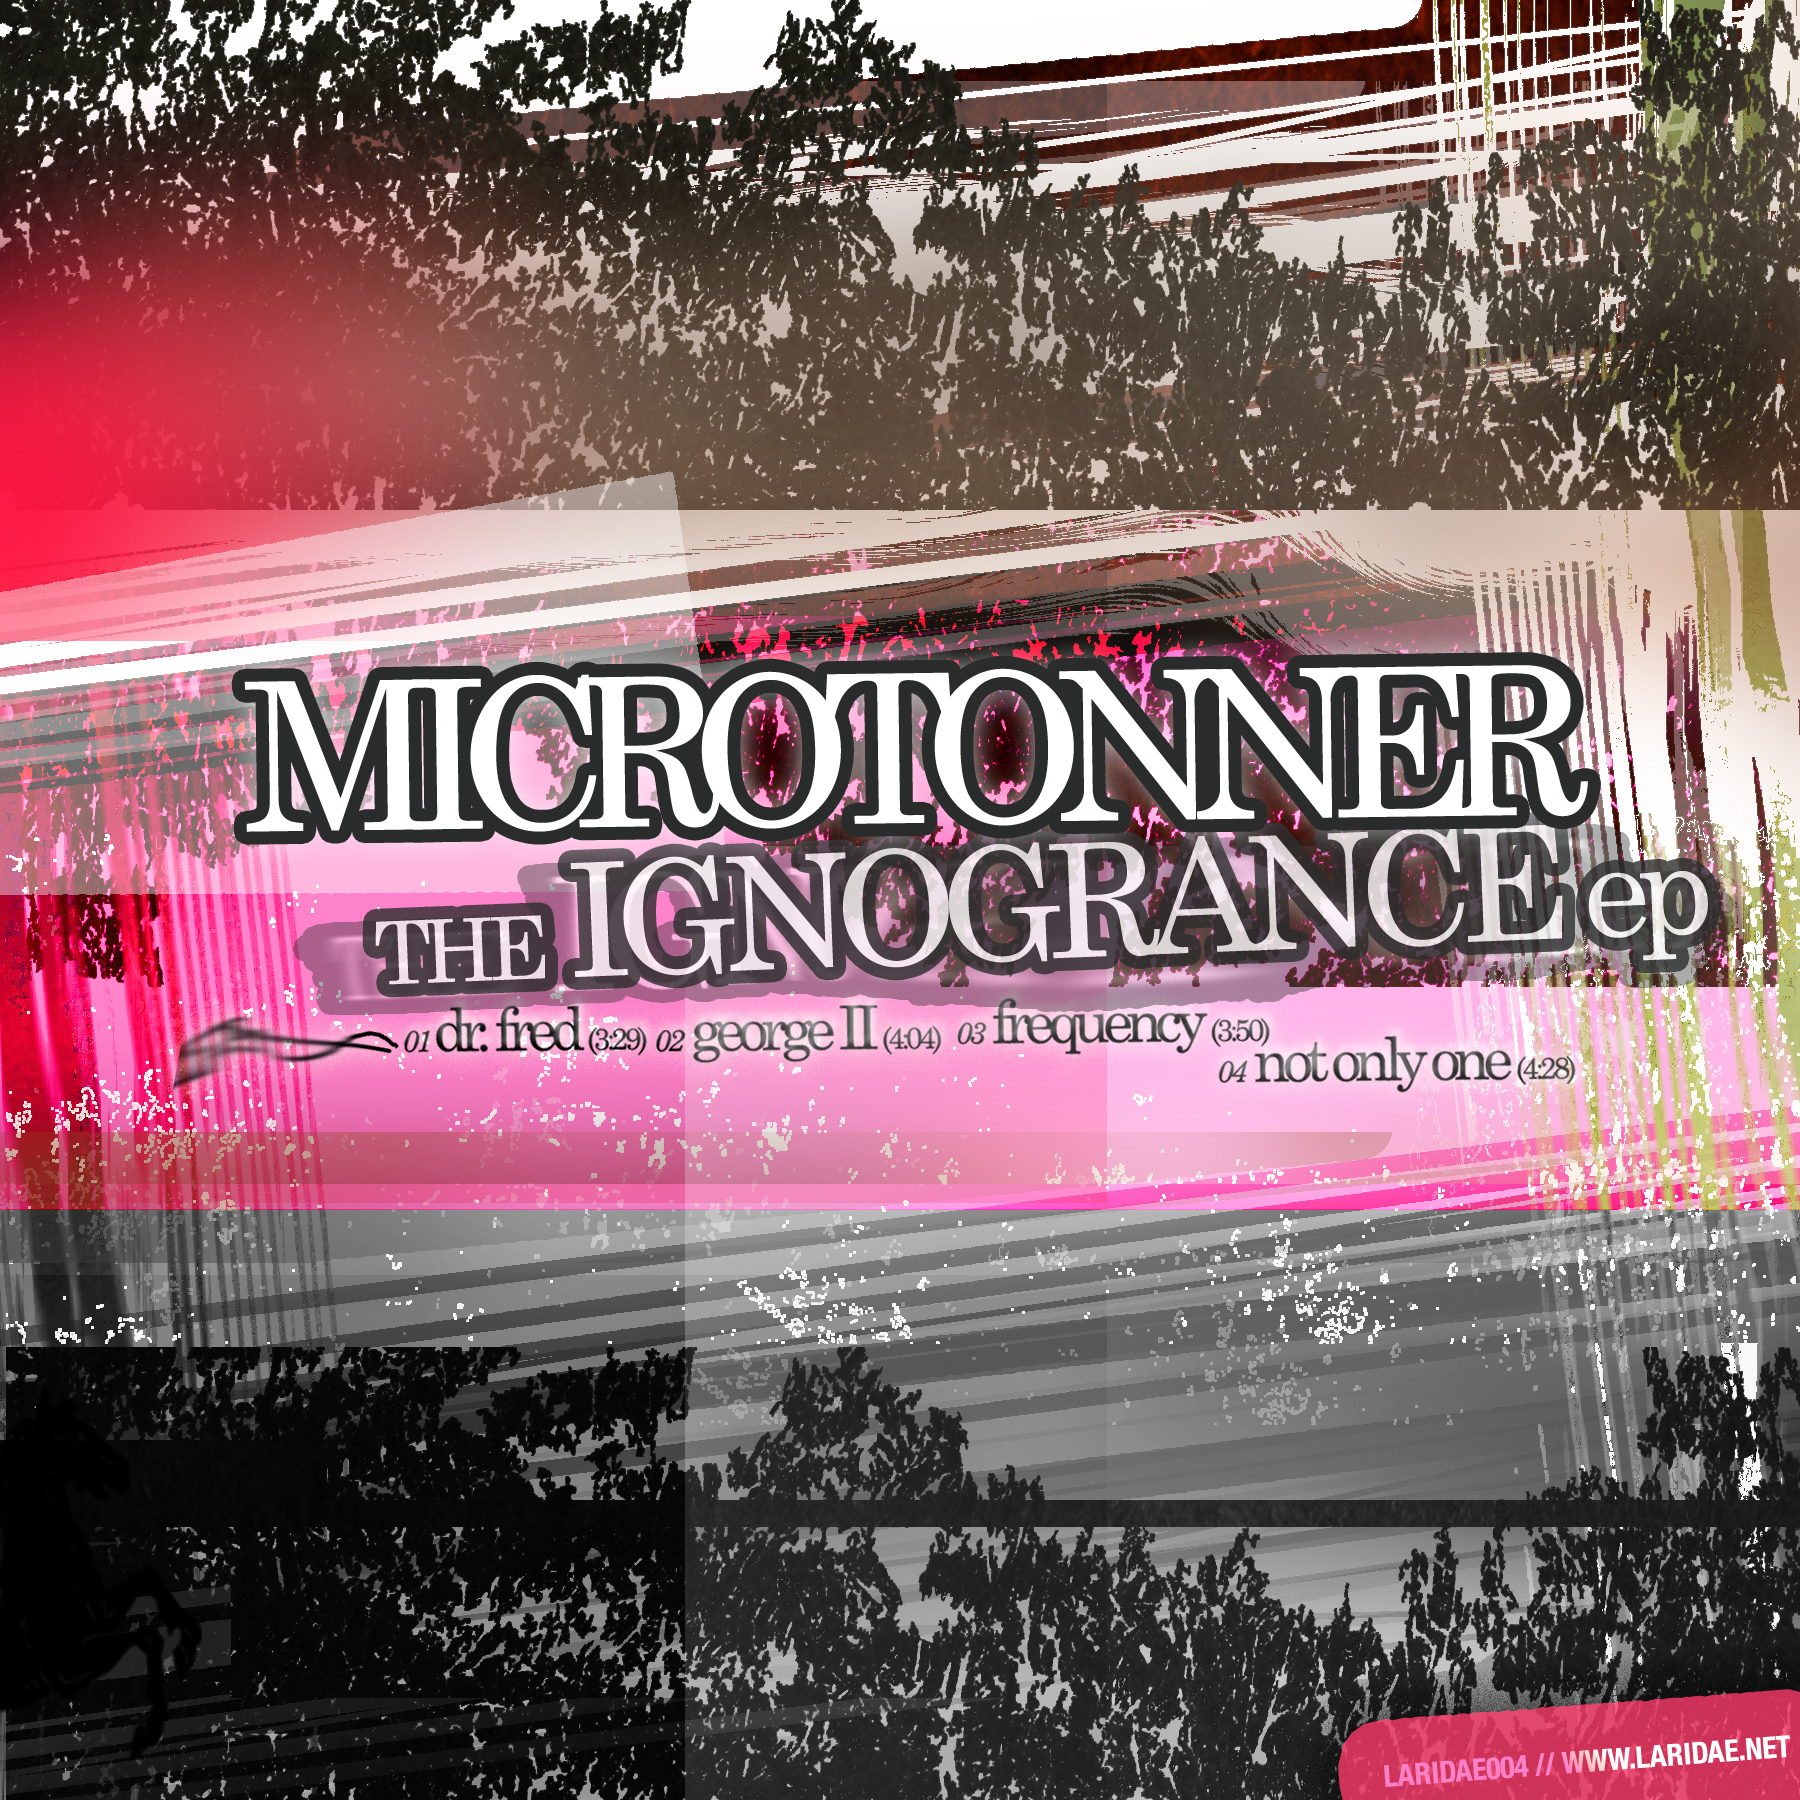 MICROTONNER
THE IGNOGRANCE ep
01 dr. fred (3:29) 02 george II (4:04) 03 frequency (3:50)
04 not only one (4:28)
LARIDAE004 // WWW.LARIDAE.NET